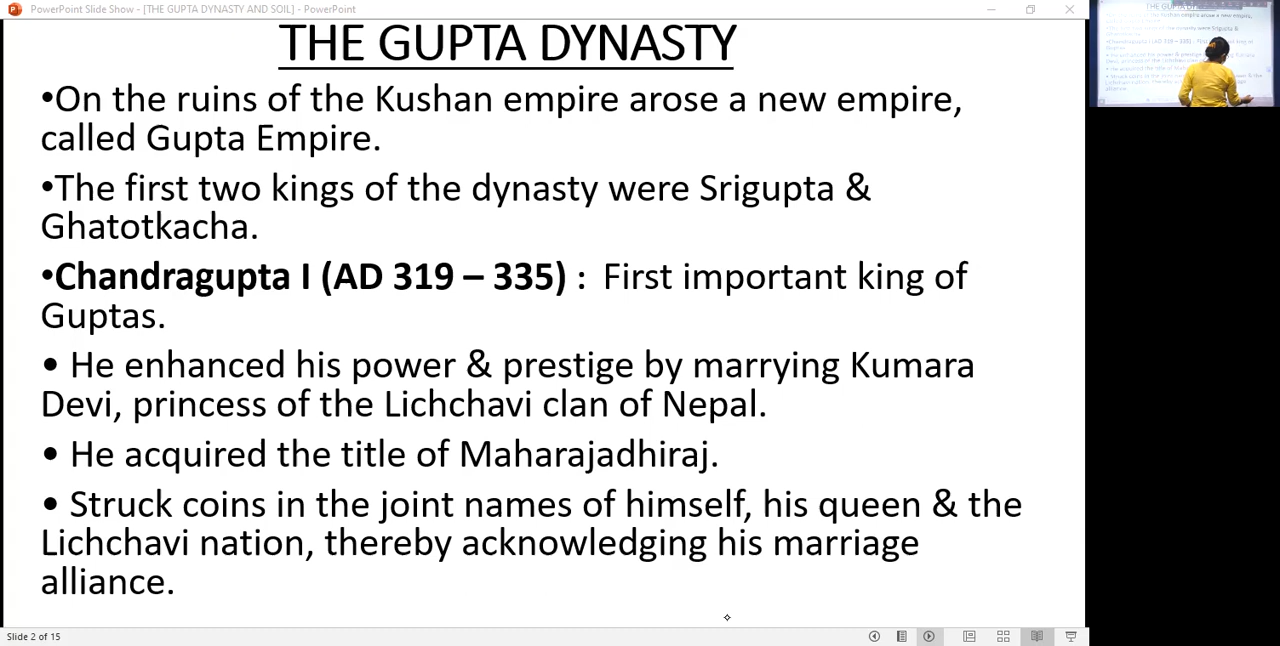 PowerPoint Slide Show - [THE GUPTA DYNASTY AND SOIL] - PowerPoint
THE GUPTA DYNASTY
•On the ruins of the Kushan empire arose a new empire,
called Gupta Empire.
•The first two kings of the dynasty were Srigupta &
Ghatotkacha.
•Chandragupta I (AD 319 – 335) : First important king of
Guptas.
• He enhanced his power & prestige by marrying Kumara
Devi, princess of the Lichchavi clan of Nepal.
• He acquired the title of Maharajadhiraj.
• Struck coins in the joint names of himself, his queen & the
Lichchavi nation, thereby acknowledging his marriage
alliance.
Slide 2 of 15